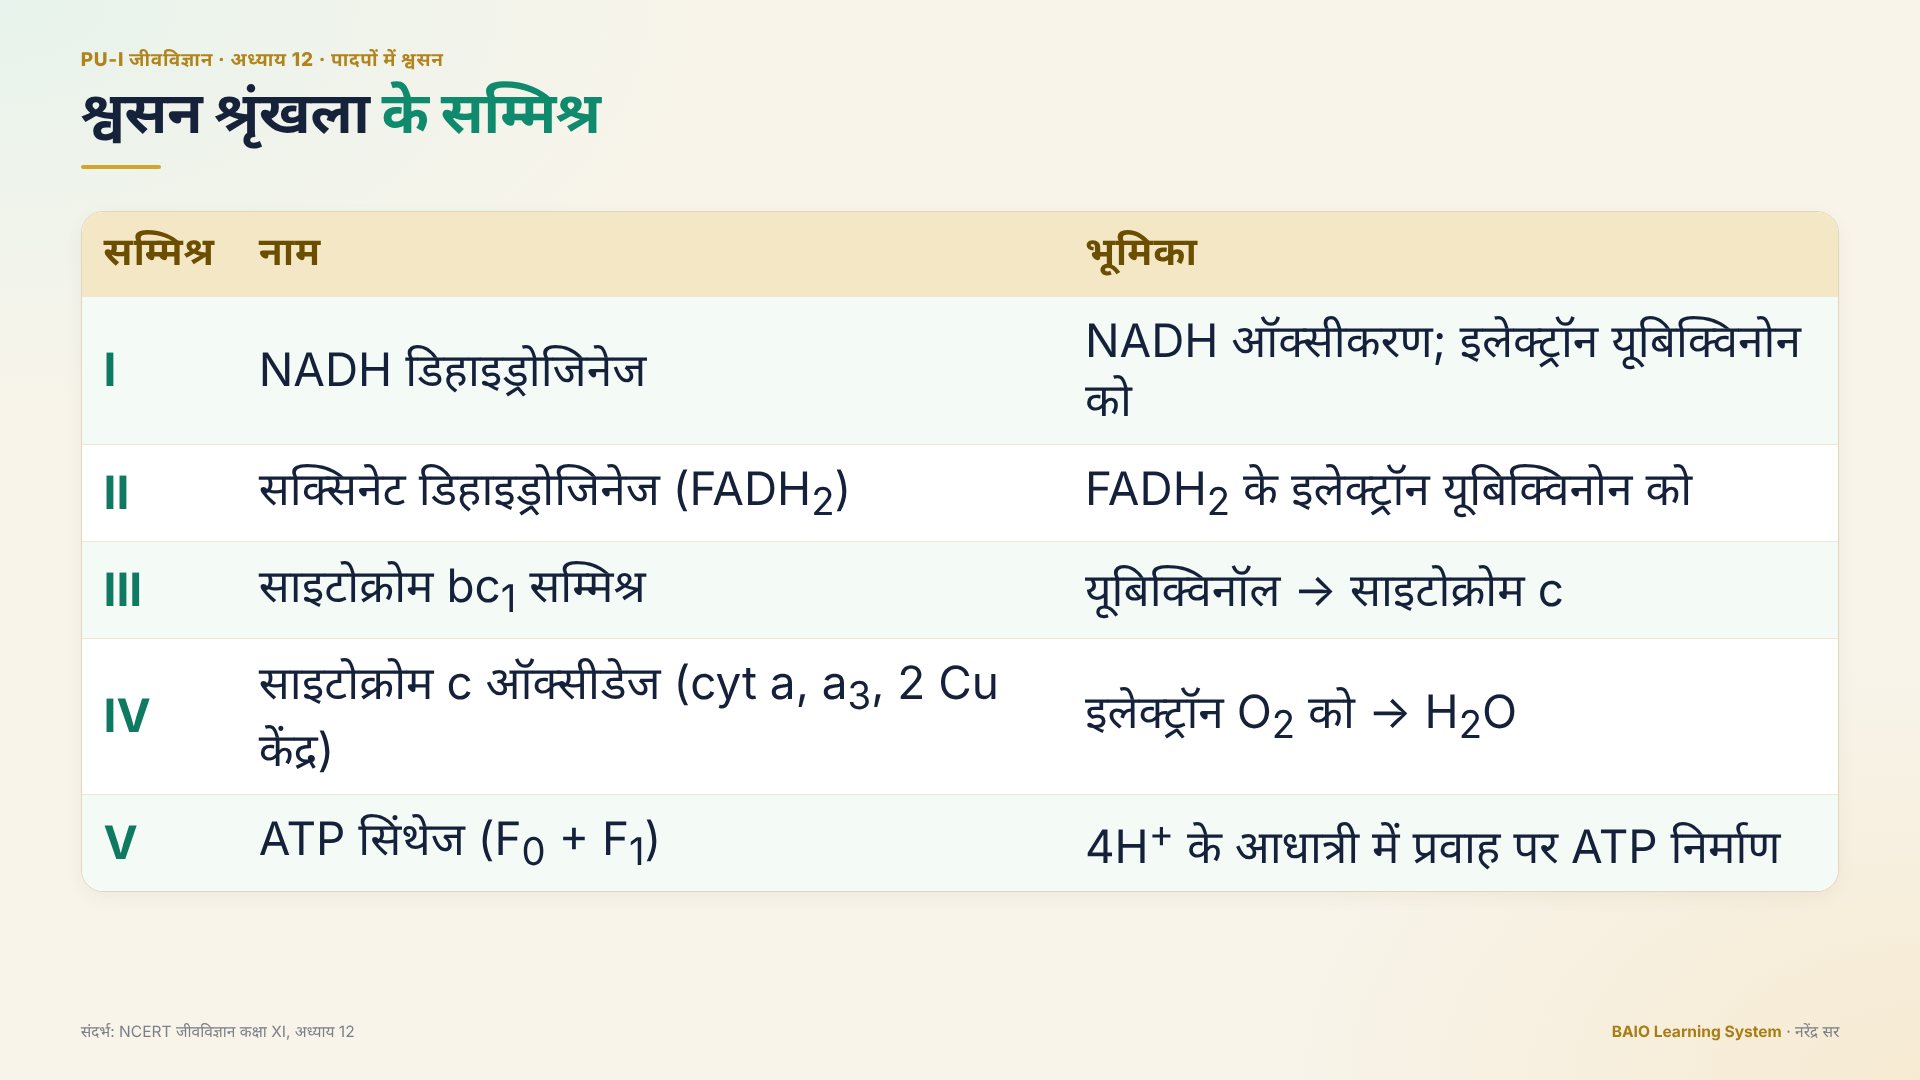 PU-I जीवविज्ञान · अध्याय 12 · पादपों में श्वसन
श्वसन श्रृंखला के सम्मिश्र
सम्मिश्र नाम भूमिका
I NADH डिहाइड्रोजिनेज NADH ऑक्सीकरण; इलेक्ट्रॉन यूबिक्विनोन
को
II सक्सिनेट डिहाइड्रोजिनेज (FADH₂) FADH₂ के इलेक्ट्रॉन यूबिक्विनोन को
III साइटोक्रोम bc₁ सम्मिश्र यूबिक्विनॉल → साइटोक्रोम c
IV साइटोक्रोम c ऑक्सीडेज (cyt a, a₃, 2 Cu
केंद्र) इलेक्ट्रॉन O₂ को → H₂O
V ATP सिंथेज (F₀ + F₁) 4H⁺ के आधात्री में प्रवाह पर ATP निर्माण
संदर्भ: NCERT जीवविज्ञान कक्षा XI, अध्याय 12
BAIO Learning System · नरेंद्र सर